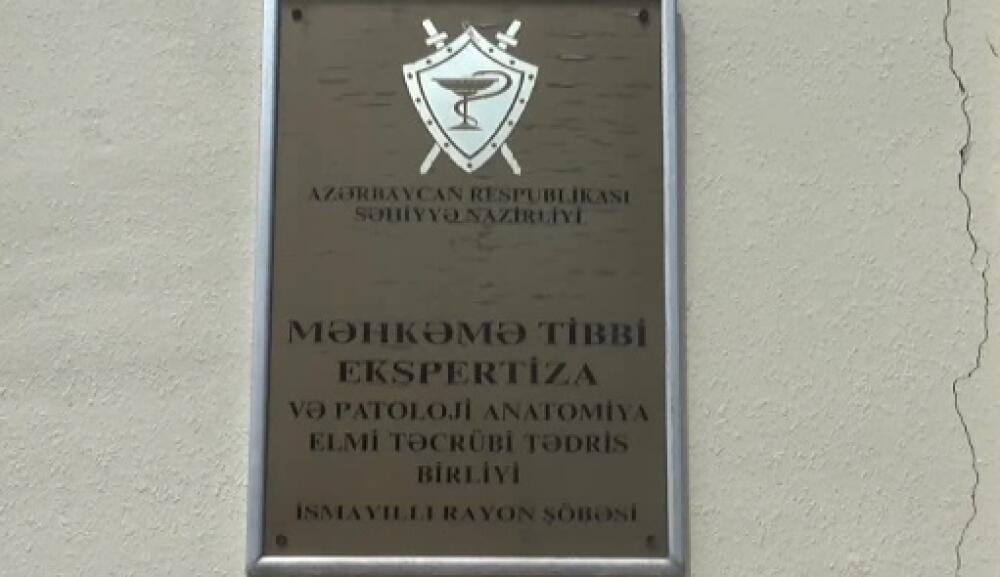 AZƏRBAYCAN RESPUBLİKASI
SƏHİYYƏ NAZİRLİYİ
MƏHKƏMƏ TİBBİ
EKSPERTİZA
VƏ PATOLOJİ ANATOMİYA
ELMİ TƏCRÜBİ TƏDRİS
BİRLİYİ
İSMAYILLI RAYON ŞÖBƏSİ